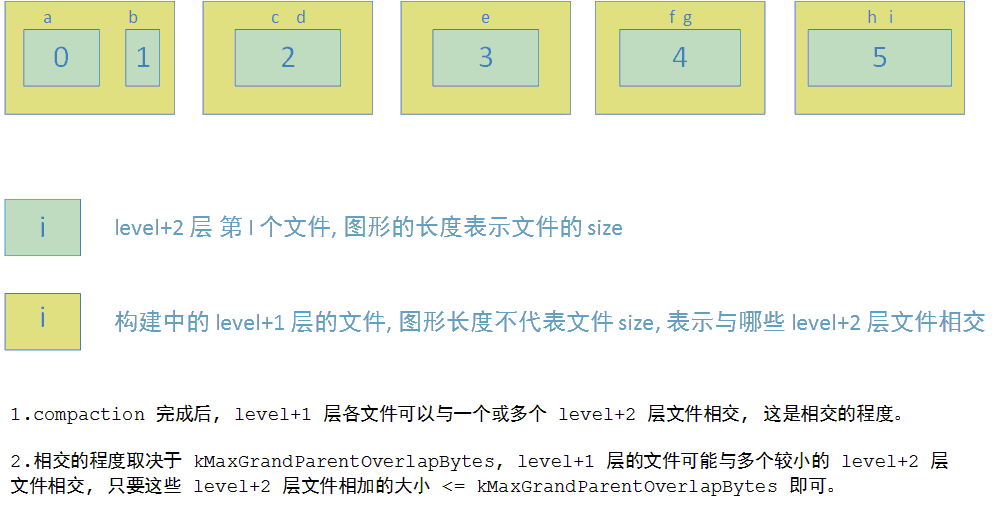 a b c d e f g h i
0 1 2 3 4 5
i level+2 层 第 I 个文件, 图形的长度表示文件的 size
i 构建中的 level+1 层的文件, 图形长度不代表文件 size, 表示与哪些 level+2 层文件相交
1.compaction 完成后, level+1 层各文件可以与一个或多个 level+2 层文件相交, 这是相交的程度。
2.相交的程度取决于 kMaxGrandParentOverlapBytes, level+1 层的文件可能与多个较小的 level+2 层
文件相交, 只要这些 level+2 层文件相加的大小 <= kMaxGrandParentOverlapBytes 即可。